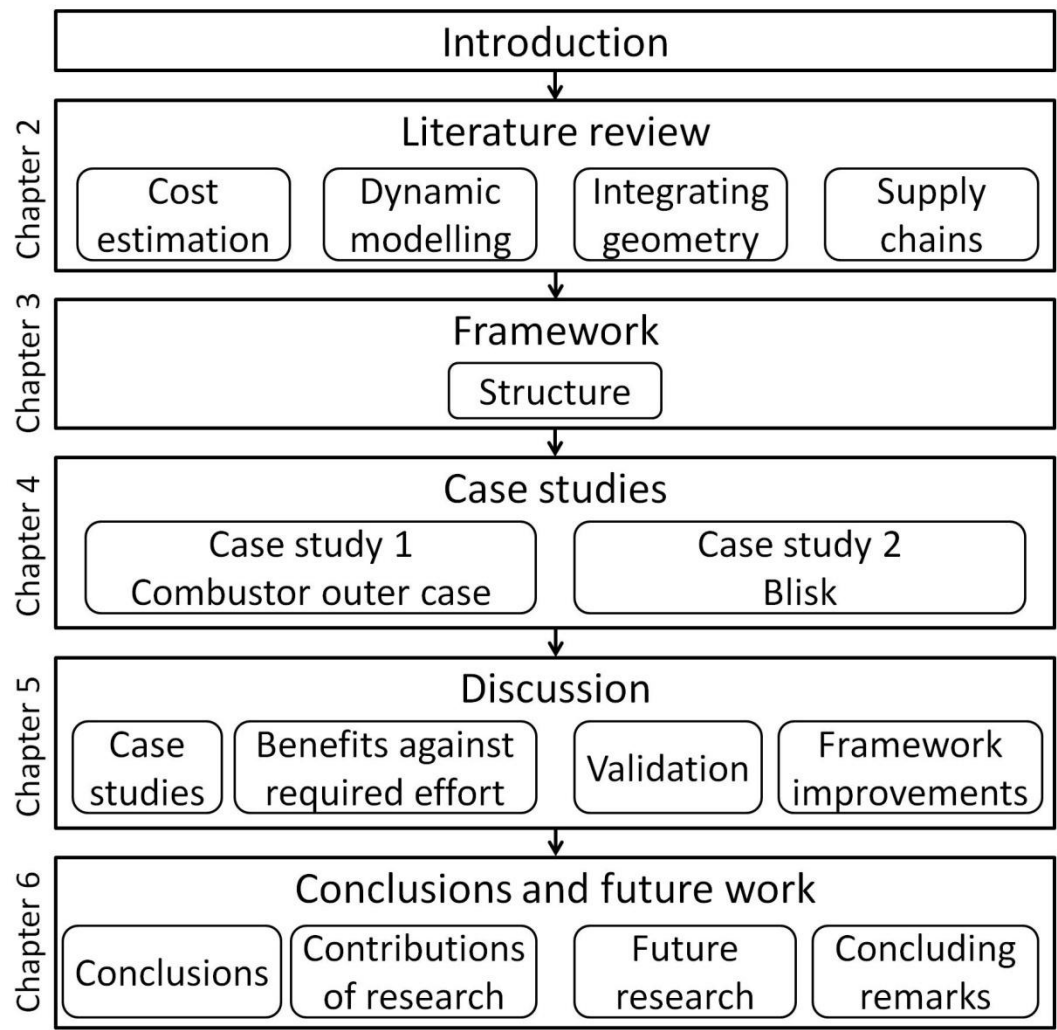 Introduction
Chapter 2
Literature review
Cost
estimation
Dynamic
modelling
Integrating
geometry
Supply
chains
Chapter 3
Framework
Structure
Chapter 4
Case studies
Case study 1
Combustor outer case
Case study 2
Blisk
Chapter 5
Discussion
Case
studies
Benefits against
required effort
Validation
Framework
improvements
Chapter 6
Conclusions and future work
Conclusions
Contributions
of research
Future
research
Concluding
remarks